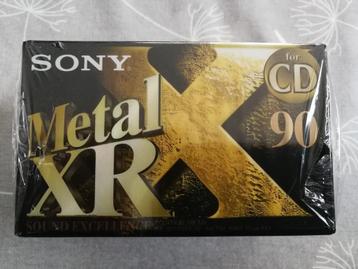 SONY
for
CD
Metal
XR
X
90
SOUND EXCELLENCE